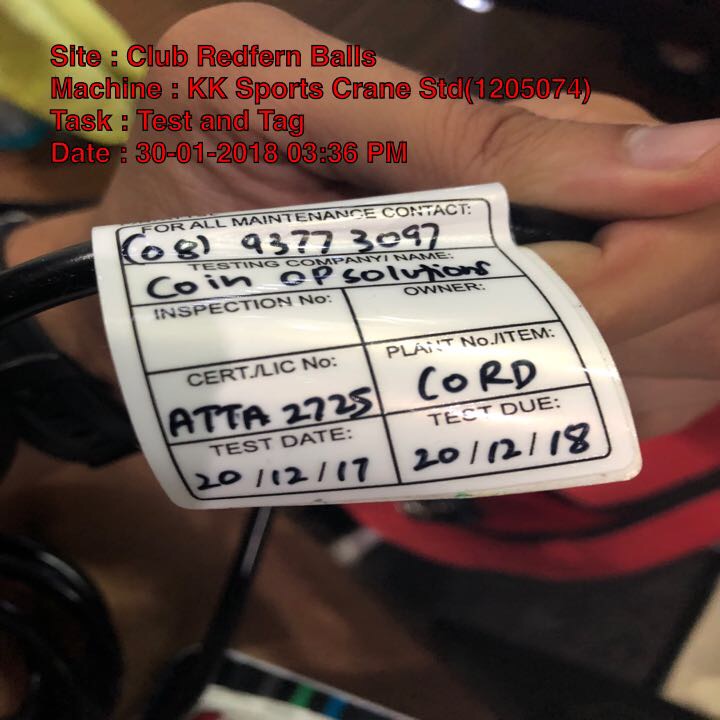 Site : Club Redfern Balls
Machine : KK Sports Crane Std(1205074)
Task : Test and Tag
Date : 30-01-2018 03:36 PM
FOR ALL MAINTENANCE CONTACT:
(08) 9377 3097
TESTING COMPANY/ NAME:
Coin OP solutions
INSPECTION No:
OWNER:
CERT./LIC No:
PLANT No./ITEM:
ATTA 2725
CORD
TEST DATE:
TEST DUE:
20/12/17
20/12/18